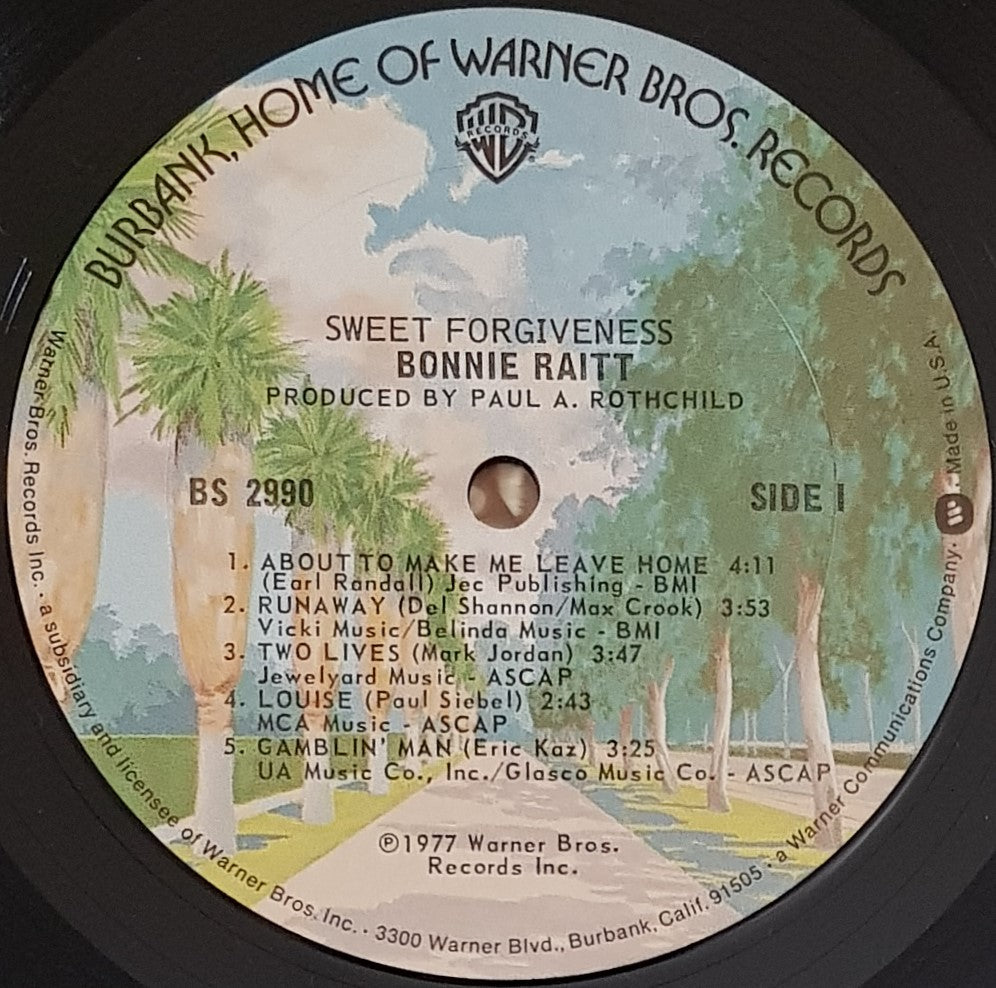 BURBANK, HOME OF WARNER BROS. RECORDS
WB
RECORDS
SWEET FORGIVENESS
BONNIE RAITT
PRODUCED BY PAUL A. ROTHCHILD
BS 2990
SIDE 1
1. ABOUT TO MAKE ME LEAVE HOME 4:11
(Earl Randall) Jec Publishing - BMI
2. RUNAWAY (Del Shannon/Max Crook) 3:53
Vicki Music/Belinda Music - BMI
3. TWO LIVES (Mark Jordan) 3:47
Jewelyard Music - ASCAP
4. LOUISE (Paul Siebel) 2:43
MCA Music - ASCAP
5. GAMBLIN' MAN (Eric Kaz) 3:25
UA Music Co., Inc./Glasco Music Co. - ASCAP
℗1977 Warner Bros.
Records Inc.
Warner Bros. Records Inc. · a subsidiary and licensee of Warner Bros. Inc. · 3300 Warner Blvd., Burbank, Calif. 91505 · a Warner Communications Company · Made in U.S.A.